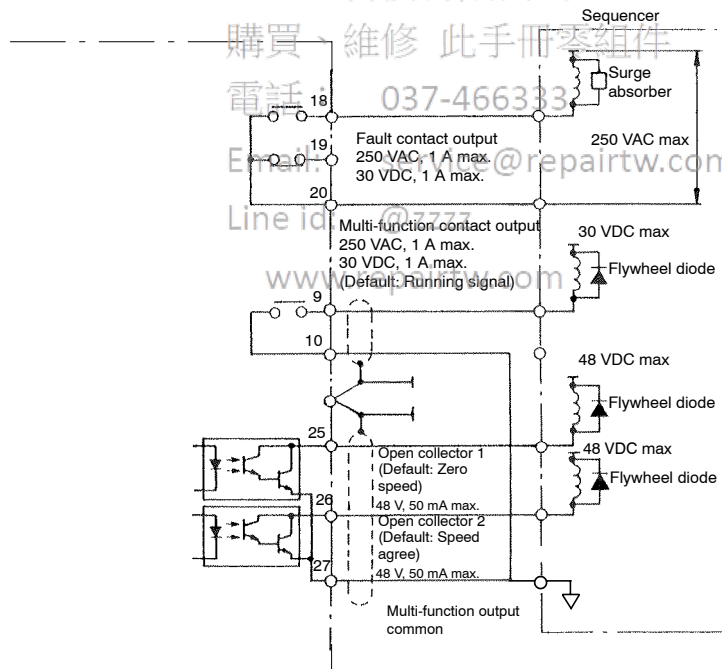 Sequencer
購買、維修 此手冊零組件
Surge
absorber
電話： 037-466333
18
250 VAC max
19
Fault contact output
250 VAC, 1 A max.
30 VDC, 1 A max.
Email: service@repairtw.com
20
Line id: @zzzz
Multi-function contact output
250 VAC, 1 A max.
30 VDC, 1 A max.
(Default: Running signal)
30 VDC max
Flywheel diode
www.repairtw.com
9
10
48 VDC max
Flywheel diode
25
Open collector 1
(Default: Zero
speed)
48 V, 50 mA max.
48 VDC max
Flywheel diode
26
Open collector 2
(Default: Speed
agree)
48 V, 50 mA max.
27
Multi-function output
common